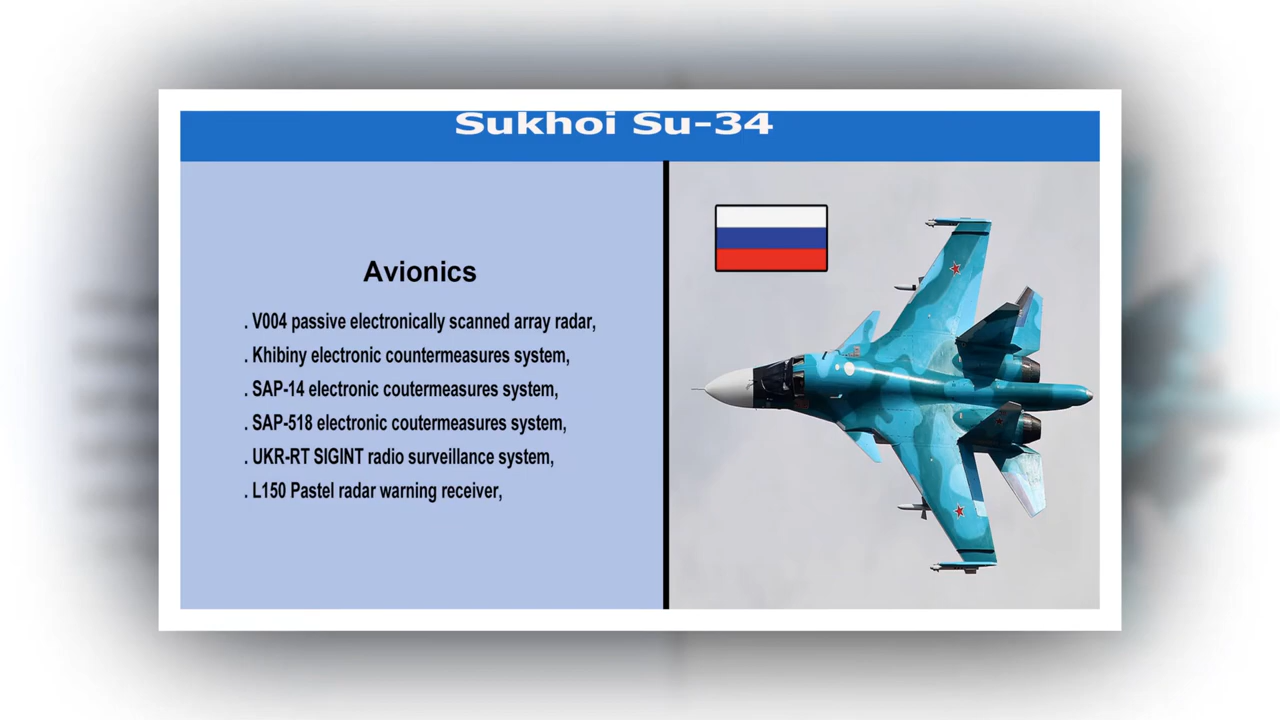 Sukhoi Su-34
Avionics
. V004 passive electronically scanned array radar,
. Khibiny electronic countermeasures system,
. SAP-14 electronic coutermeasures system,
. SAP-518 electronic coutermeasures system,
. UKR-RT SIGINT radio surveillance system,
. L150 Pastel radar warning receiver,